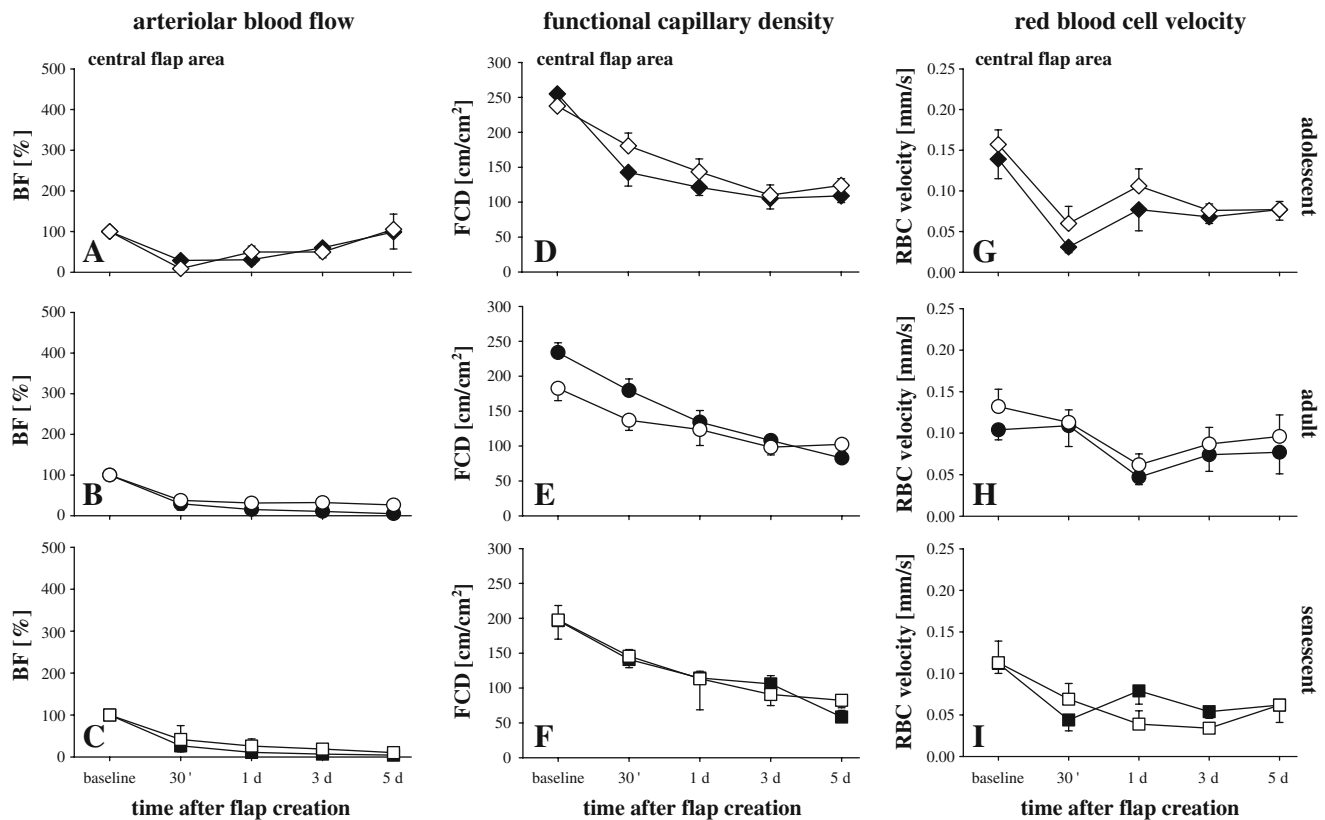 arteriolar blood flow
functional capillary density
red blood cell velocity
central flap area
500
400
300
200
100
0
BF [%]
A
central flap area
300
250
200
150
100
50
0
FCD [cm/cm²]
D
central flap area
0.25
0.20
0.15
0.10
0.05
0.00
RBC velocity [mm/s]
G
adolescent
500
400
300
200
100
0
BF [%]
B
300
250
200
150
100
50
0
FCD [cm/cm²]
E
0.25
0.20
0.15
0.10
0.05
0.00
RBC velocity [mm/s]
H
adult
500
400
300
200
100
0
BF [%]
C
300
250
200
150
100
50
0
FCD [cm/cm²]
F
0.25
0.20
0.15
0.10
0.05
0.00
RBC velocity [mm/s]
I
senescent
baseline 30 ' 1 d 3 d 5 d
baseline 30 ' 1 d 3 d 5 d
baseline 30 ' 1 d 3 d 5 d
time after flap creation
time after flap creation
time after flap creation